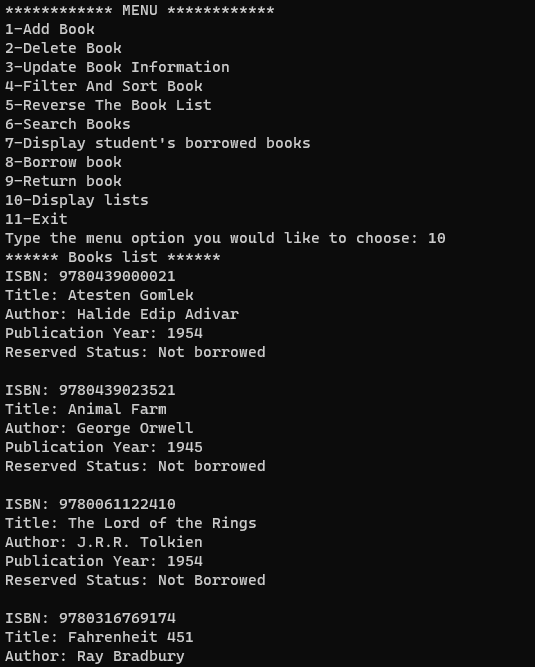 ************ MENU ************
1-Add Book
2-Delete Book
3-Update Book Information
4-Filter And Sort Book
5-Reverse The Book List
6-Search Books
7-Display student's borrowed books
8-Borrow book
9-Return book
10-Display lists
11-Exit
Type the menu option you would like to choose: 10
****** Books list ******
ISBN: 9780439000021
Title: Atesten Gomlek
Author: Halide Edip Adivar
Publication Year: 1954
Reserved Status: Not borrowed
ISBN: 9780439023521
Title: Animal Farm
Author: George Orwell
Publication Year: 1945
Reserved Status: Not borrowed
ISBN: 9780061122410
Title: The Lord of the Rings
Author: J.R.R. Tolkien
Publication Year: 1954
Reserved Status: Not Borrowed
ISBN: 9780316769174
Title: Fahrenheit 451
Author: Ray Bradbury